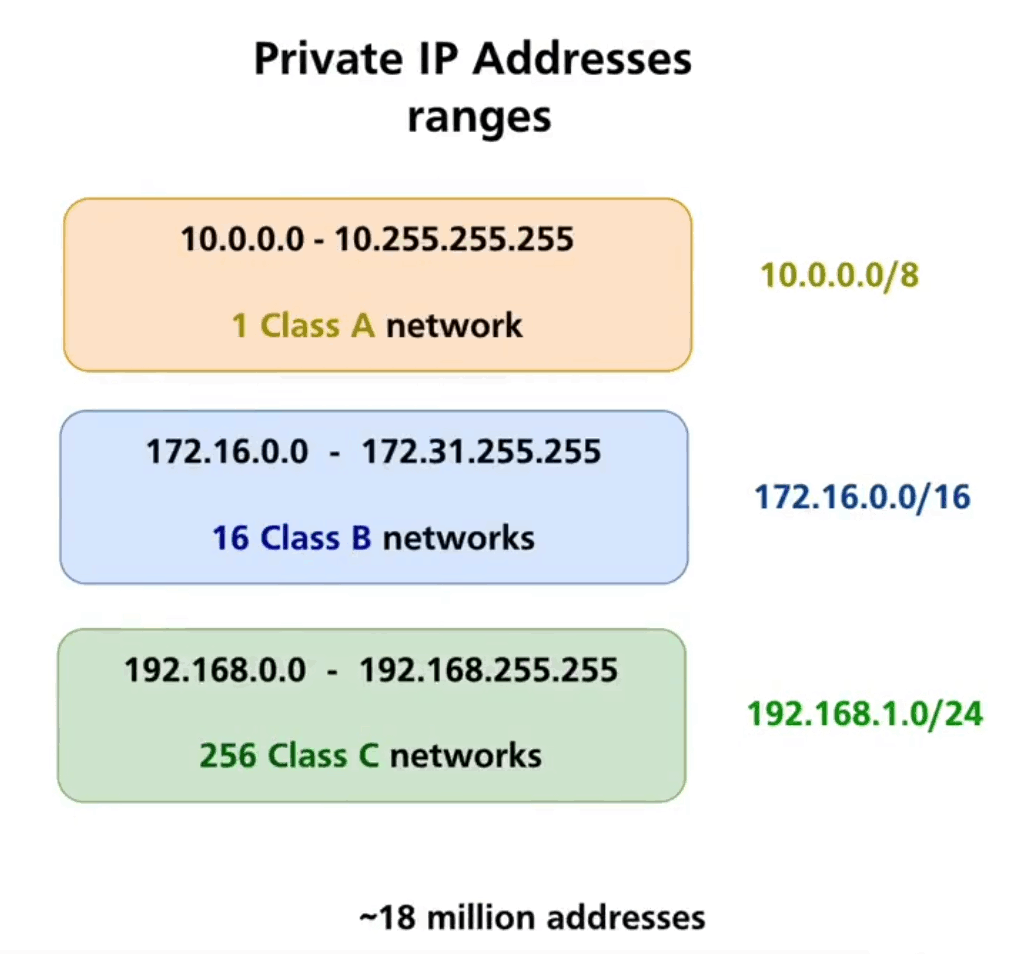 Private IP Addresses
ranges
10.0.0.0 - 10.255.255.255
1 Class A network
10.0.0.0/8
172.16.0.0 - 172.31.255.255
16 Class B networks
172.16.0.0/16
192.168.0.0 - 192.168.255.255
256 Class C networks
192.168.1.0/24
~18 million addresses